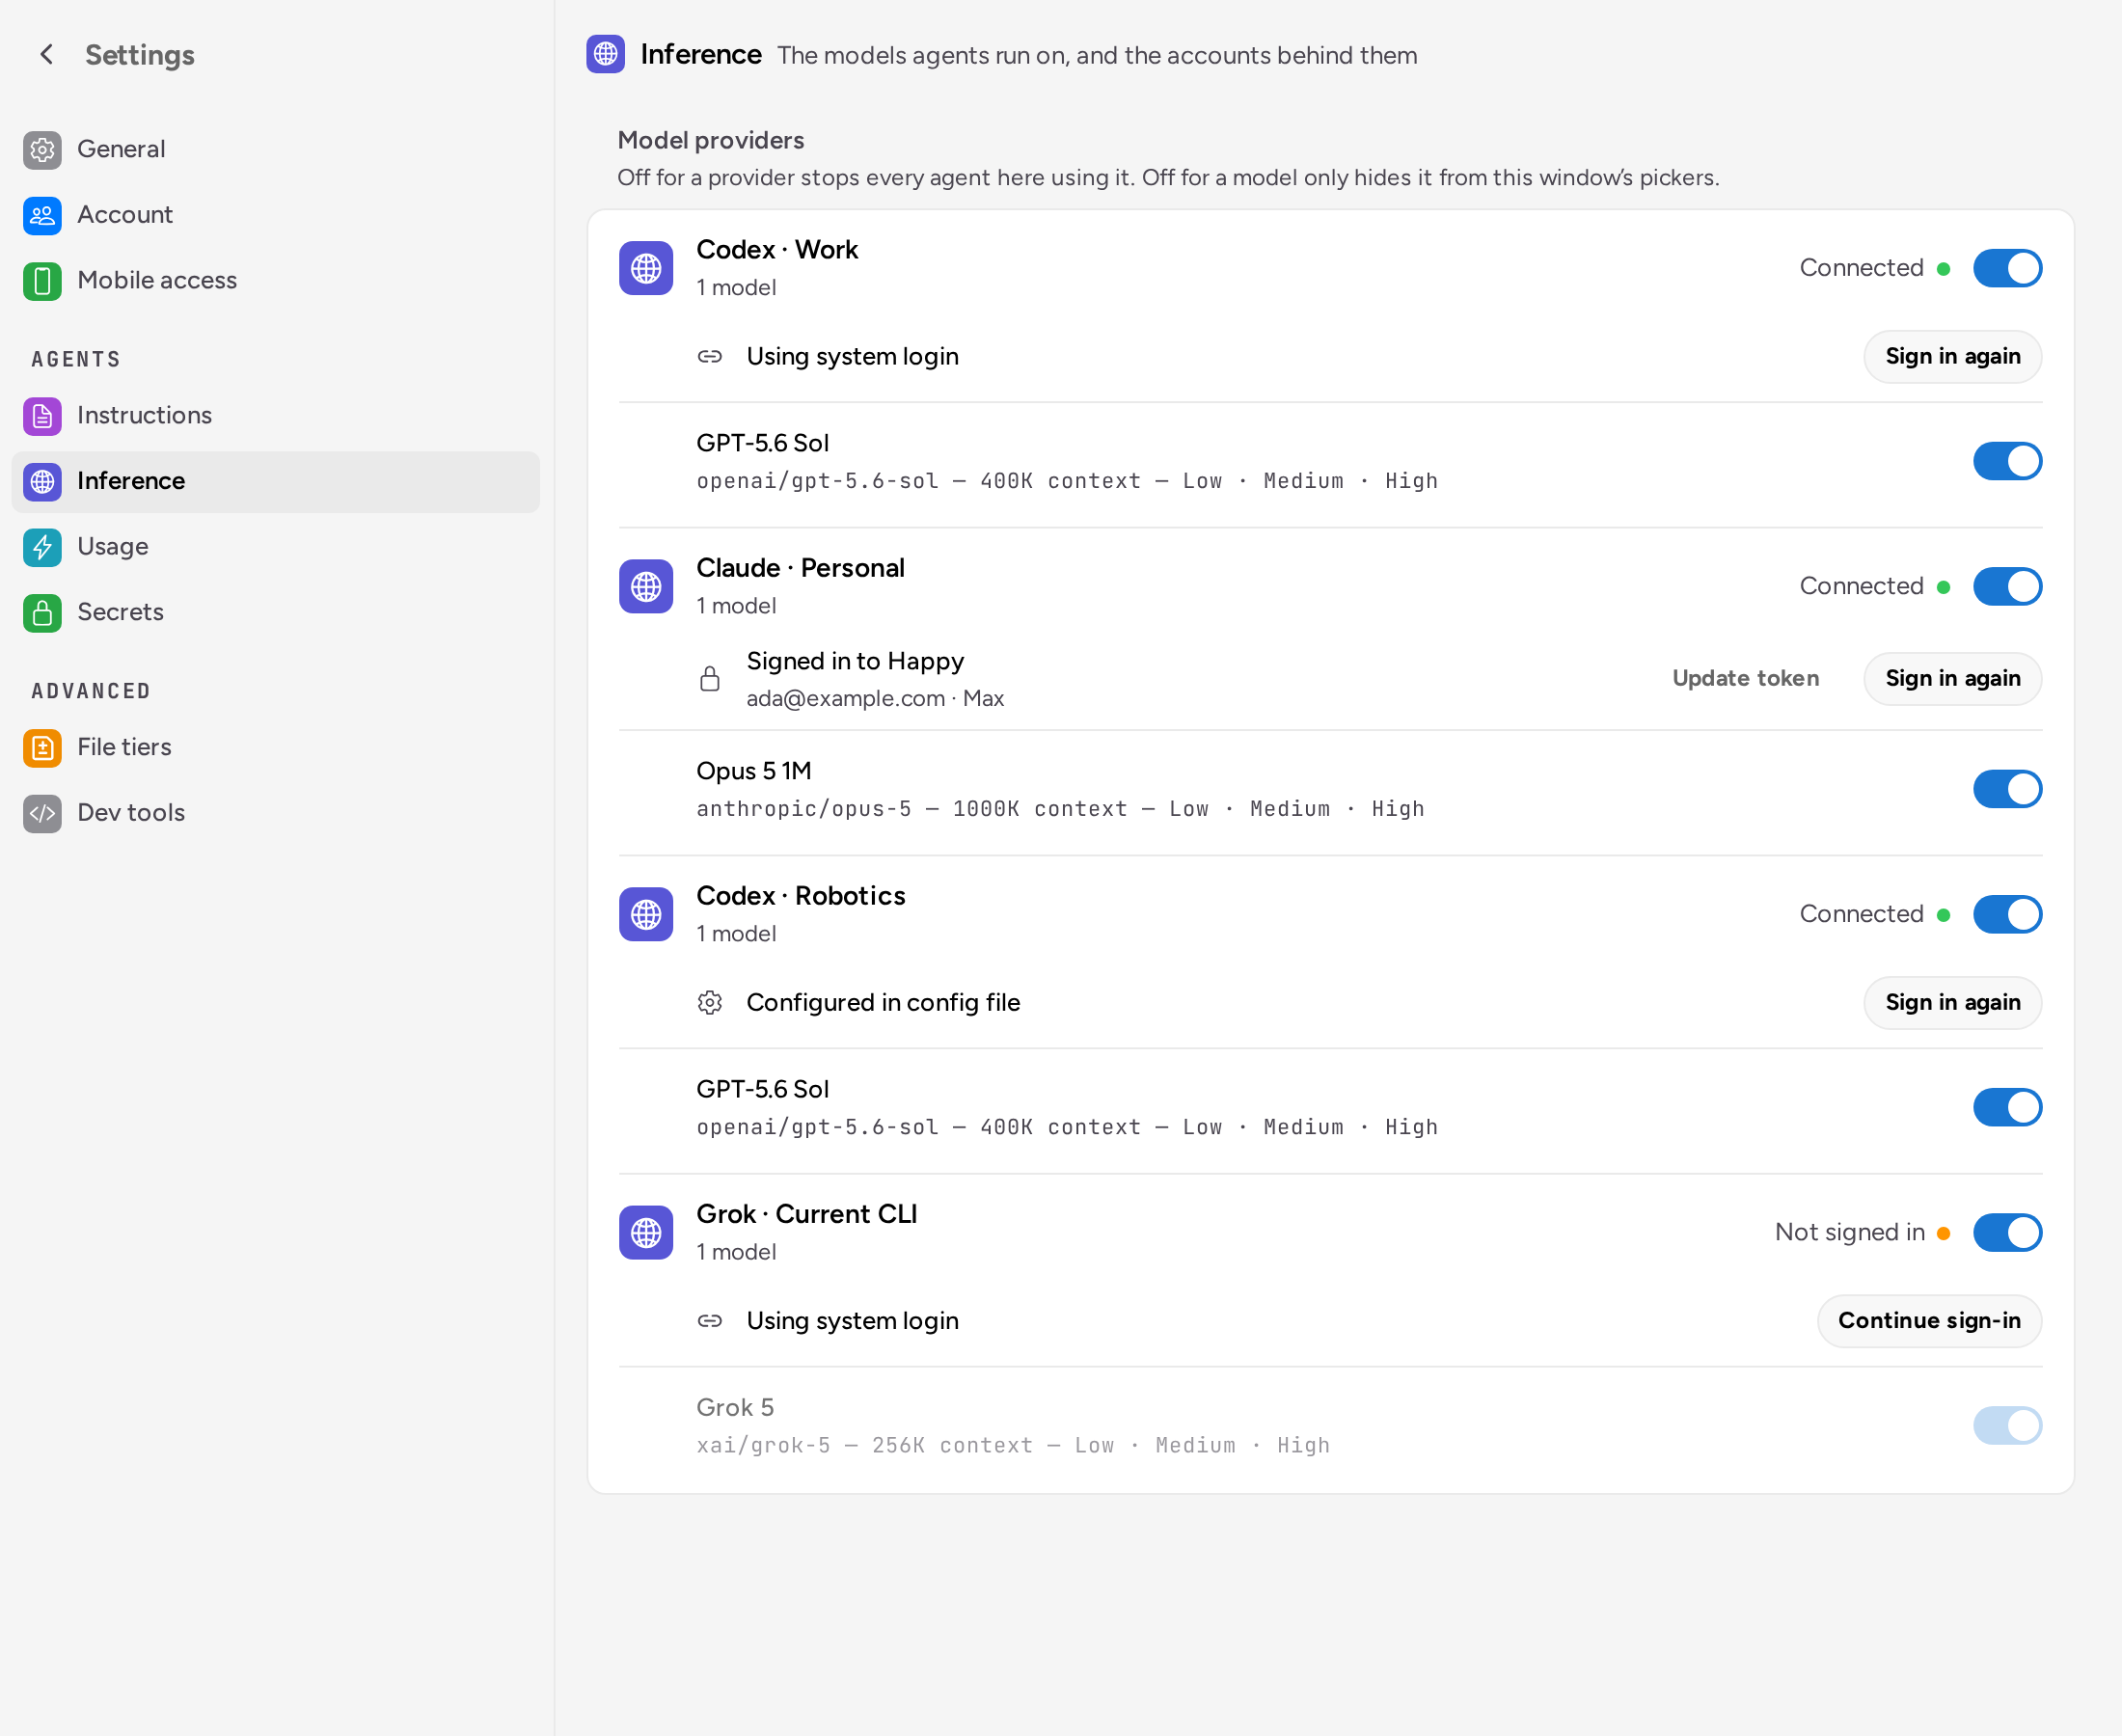 Settings
General
Account
Mobile access
AGENTS
Instructions
Inference
Usage
Secrets
ADVANCED
File tiers
Dev tools
Inference The models agents run on, and the accounts behind them
Model providers
Off for a provider stops every agent here using it. Off for a model only hides it from this window’s pickers.
Codex · Work
1 model
Connected
Using system login
Sign in again
GPT-5.6 Sol
openai/gpt-5.6-sol — 400K context — Low · Medium · High
Claude · Personal
1 model
Connected
Signed in to Happy
ada@example.com · Max
Update token
Sign in again
Opus 5 1M
anthropic/opus-5 — 1000K context — Low · Medium · High
Codex · Robotics
1 model
Connected
Configured in config file
Sign in again
GPT-5.6 Sol
openai/gpt-5.6-sol — 400K context — Low · Medium · High
Grok · Current CLI
1 model
Not signed in
Using system login
Continue sign-in
Grok 5
xai/grok-5 — 256K context — Low · Medium · High